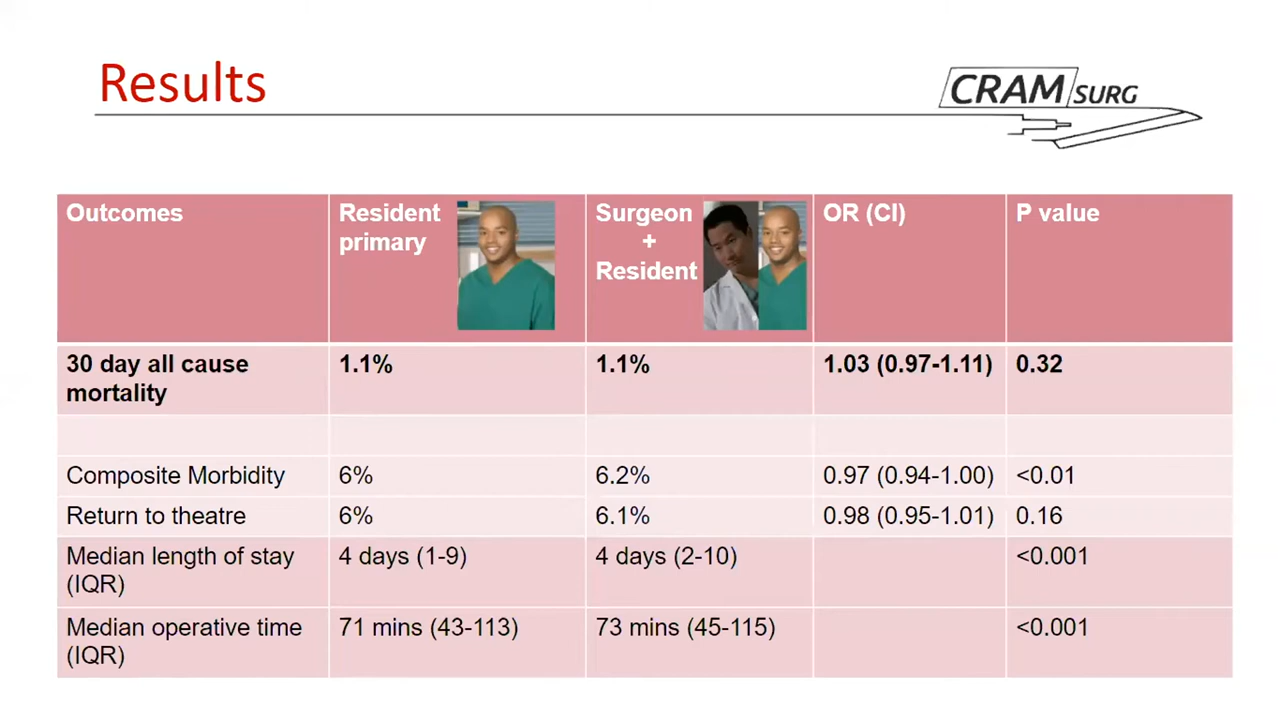 Results
CRAM SURG
Outcomes
Resident
primary
Surgeon
+
Resident
OR (CI)
P value
30 day all cause
mortality
1.1%
1.1%
1.03 (0.97-1.11)
0.32
Composite Morbidity
6%
6.2%
0.97 (0.94-1.00)
<0.01
Return to theatre
6%
6.1%
0.98 (0.95-1.01)
0.16
Median length of stay
(IQR)
4 days (1-9)
4 days (2-10)
<0.001
Median operative time
(IQR)
71 mins (43-113)
73 mins (45-115)
<0.001